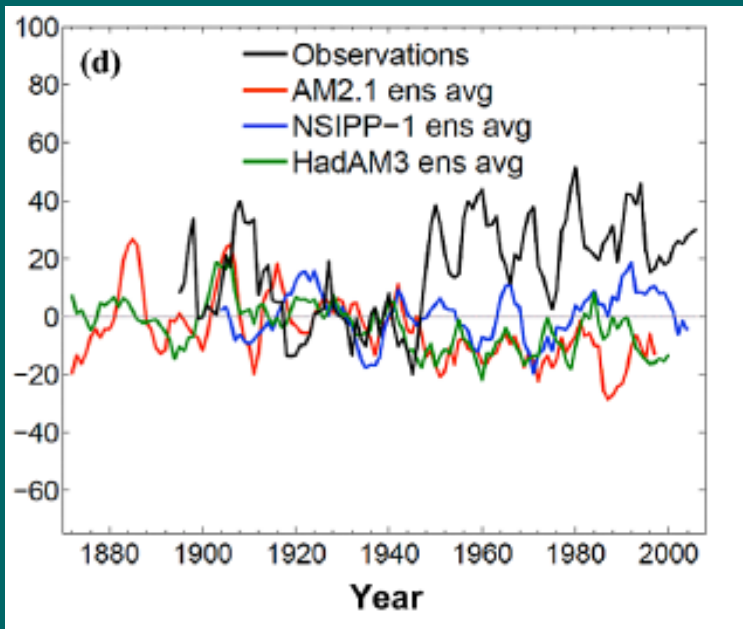 100
80
60
40
20
0
−20
−40
−60
(d)
Observations
AM2.1 ens avg
NSIPP−1 ens avg
HadAM3 ens avg
1880 1900 1920 1940 1960 1980 2000
Year